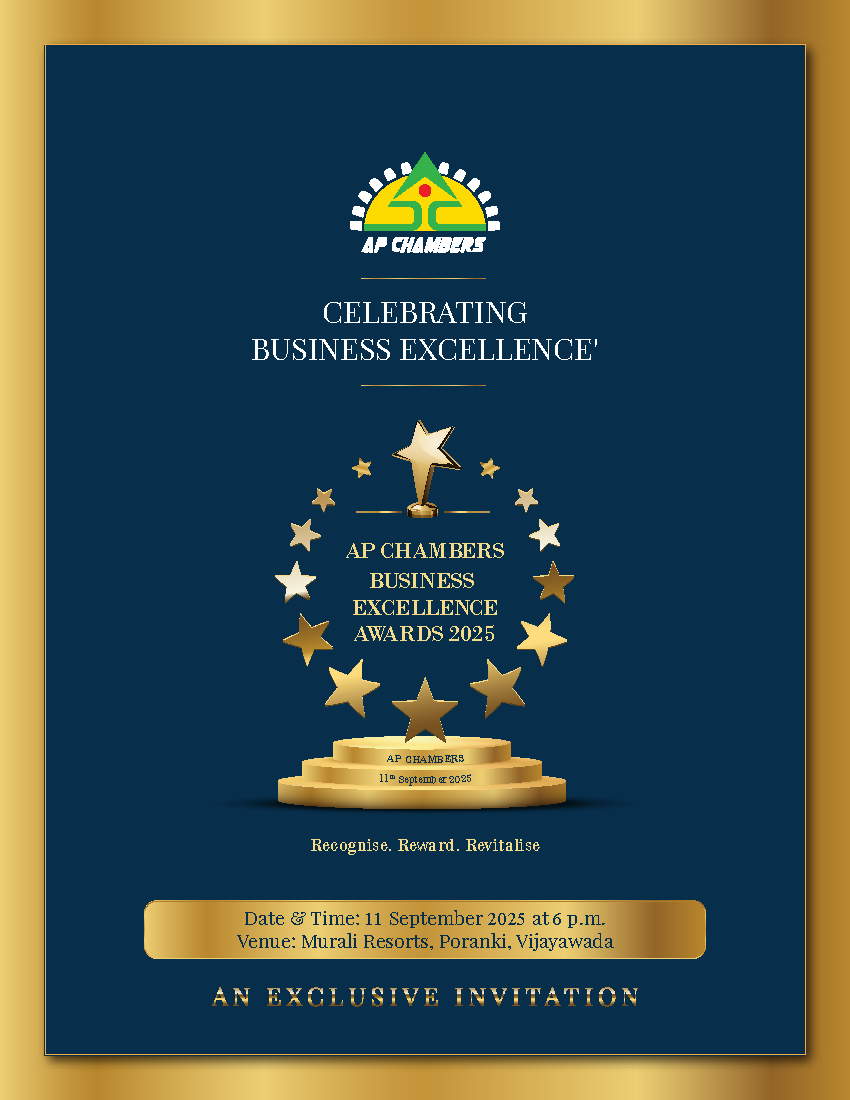 AP CHAMBERS
CELEBRATING
BUSINESS EXCELLENCE'
AP CHAMBERS
BUSINESS
EXCELLENCE
AWARDS 2025
AP CHAMBERS
11th September 2025
Recognise. Reward. Revitalise
Date & Time: 11 September 2025 at 6 p.m.
Venue: Murali Resorts, Poranki, Vijayawada
AN EXCLUSIVE INVITATION